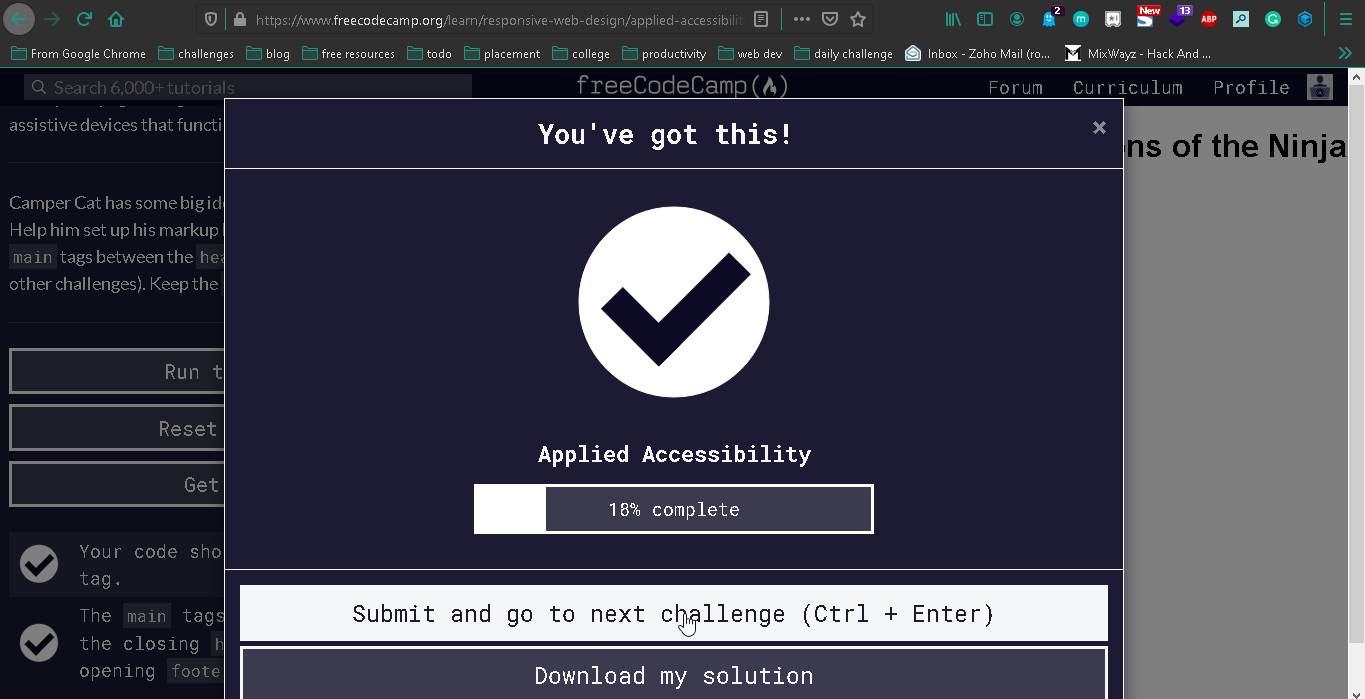 https://www.freecodecamp.org/learn/responsive-web-design/applied-accessibilit
2
New
13
ABP
From Google Chrome challenges blog free resources todo placement college productivity web dev daily challenge Inbox - Zoho Mail (ro... MixWayz - Hack And ...
Search 6,000+ tutorials
freeCodeCamp
Forum Curriculum Profile
assistive devices that functi
You've got this!
ns of the Ninja
Camper Cat has some big id
Help him set up his markup
main tags between the hea
other challenges). Keep the
Run t
Reset
Get
Applied Accessibility
18% complete
Your code sho
tag.
The main tags
the closing h
opening foote
Submit and go to next challenge (Ctrl + Enter)
Download my solution